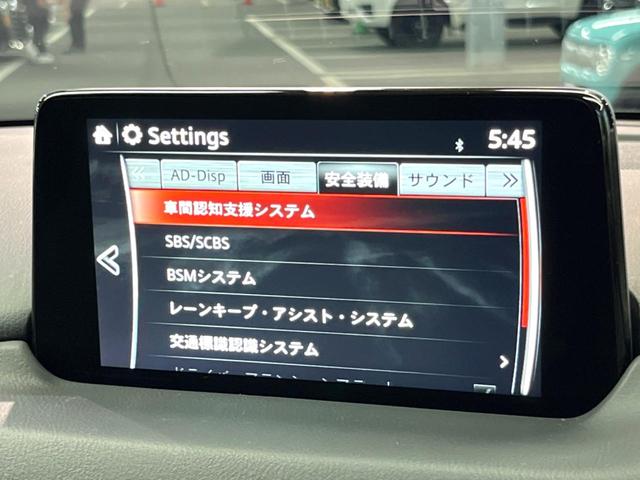 Settings
5:45
AD-Disp 画面 安全装備 サウンド
車間認知支援システム
SBS/SCBS
BSMシステム
レーンキープ・アシスト・システム
交通標識認識システム